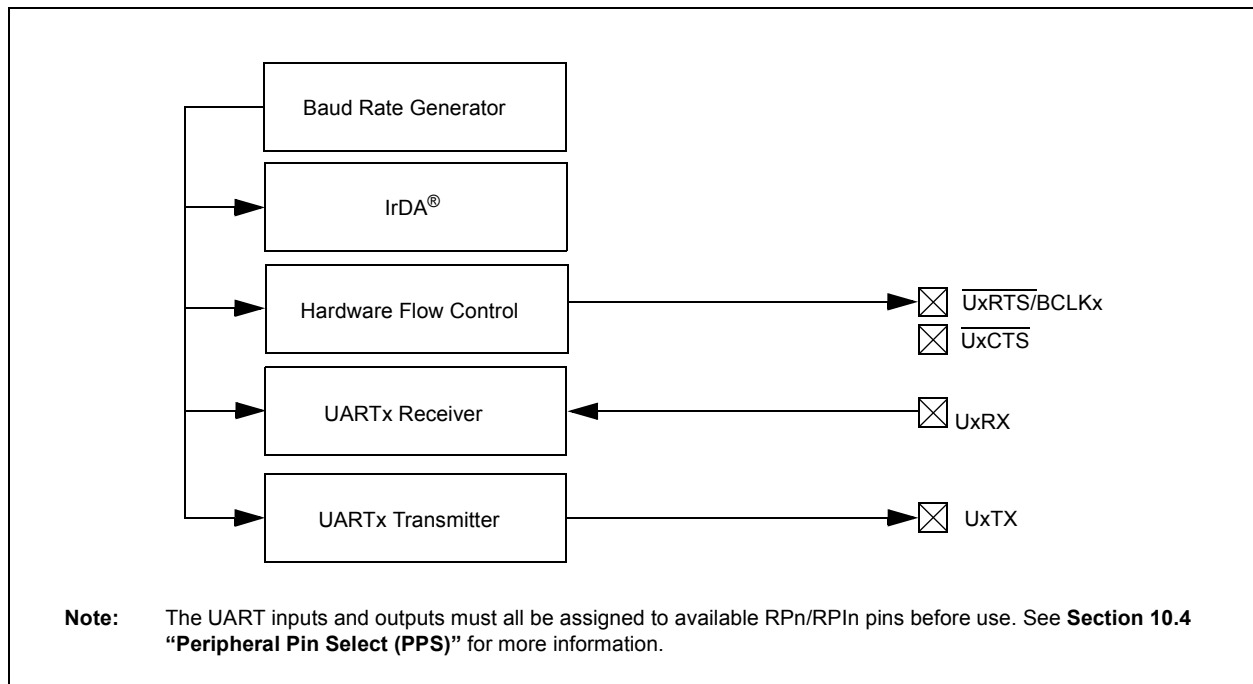 Baud Rate Generator
IrDA®
Hardware Flow Control
UxRTS/BCLKx
UxCTS
UARTx Receiver
UxRX
UARTx Transmitter
UxTX
Note: The UART inputs and outputs must all be assigned to available RPn/RPIn pins before use. See Section 10.4
“Peripheral Pin Select (PPS)” for more information.